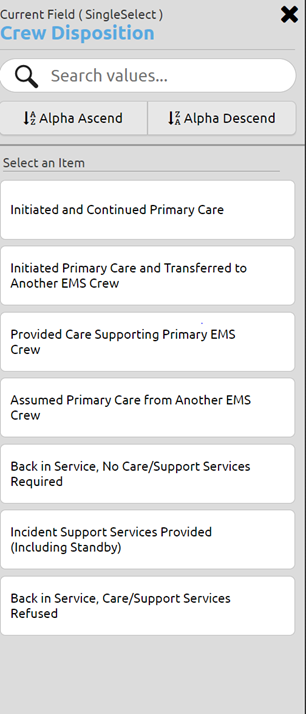 Current Field ( SingleSelect )
Crew Disposition
Search values...
Alpha Ascend
Alpha Descend
Select an Item
Initiated and Continued Primary Care
Initiated Primary Care and Transferred to
Another EMS Crew
Provided Care Supporting Primary EMS
Crew
Assumed Primary Care from Another EMS
Crew
Back in Service, No Care/Support Services
Required
Incident Support Services Provided
(Including Standby)
Back in Service, Care/Support Services
Refused